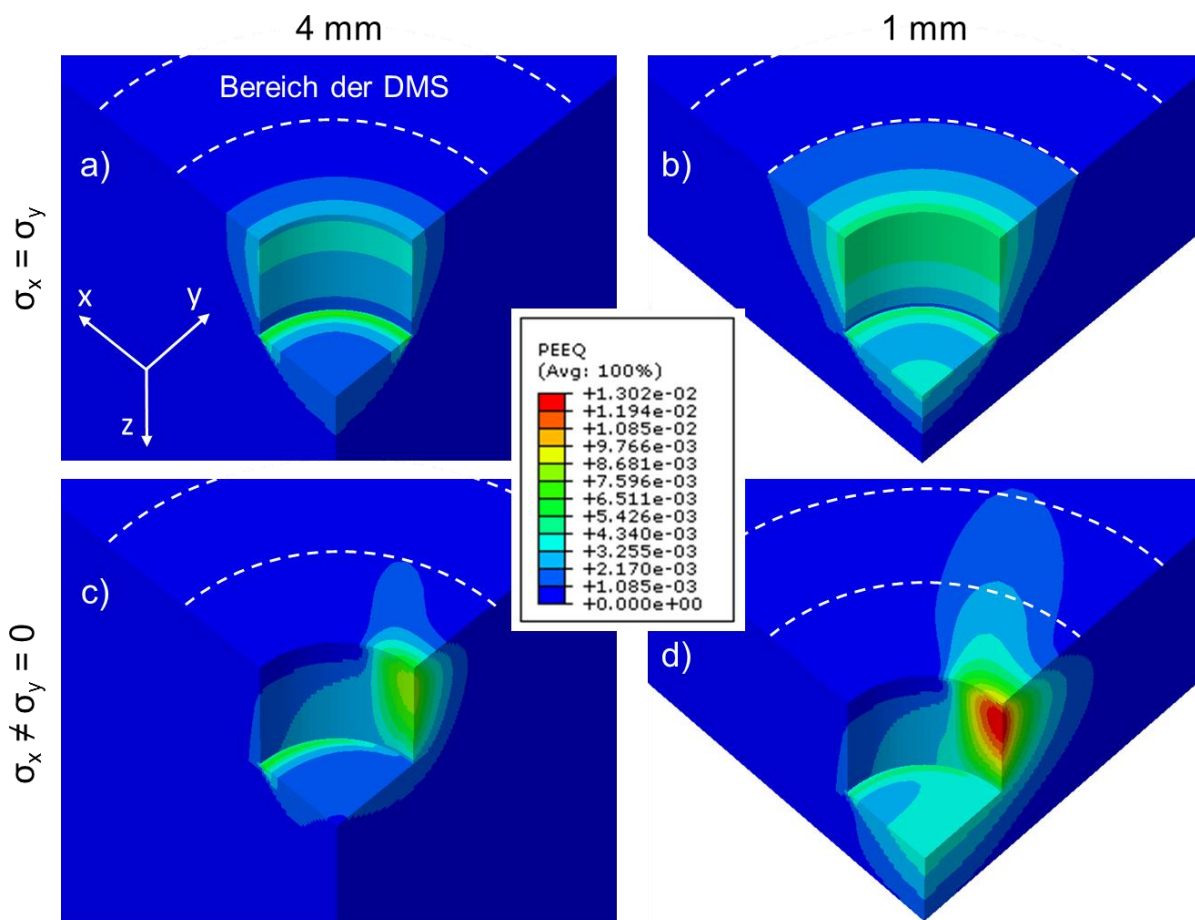 4 mm
1 mm
Bereich der DMS
a)
b)
σx = σy
x
y
z
PEEQ
(Avg: 100%)
+1.302e-02
+1.194e-02
+1.085e-02
+9.766e-03
+8.681e-03
+7.596e-03
+6.511e-03
+5.426e-03
+4.340e-03
+3.255e-03
+2.170e-03
+1.085e-03
+0.000e+00
c)
d)
σx ≠ σy = 0